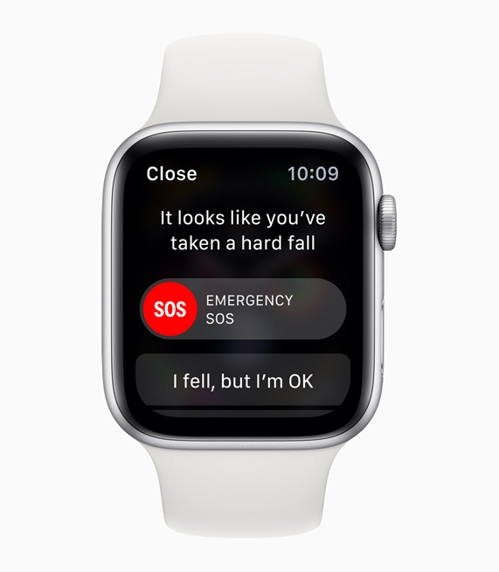 Close 10:09
It looks like you've
taken a hard fall
SOS EMERGENCY
SOS
I fell, but I'm OK